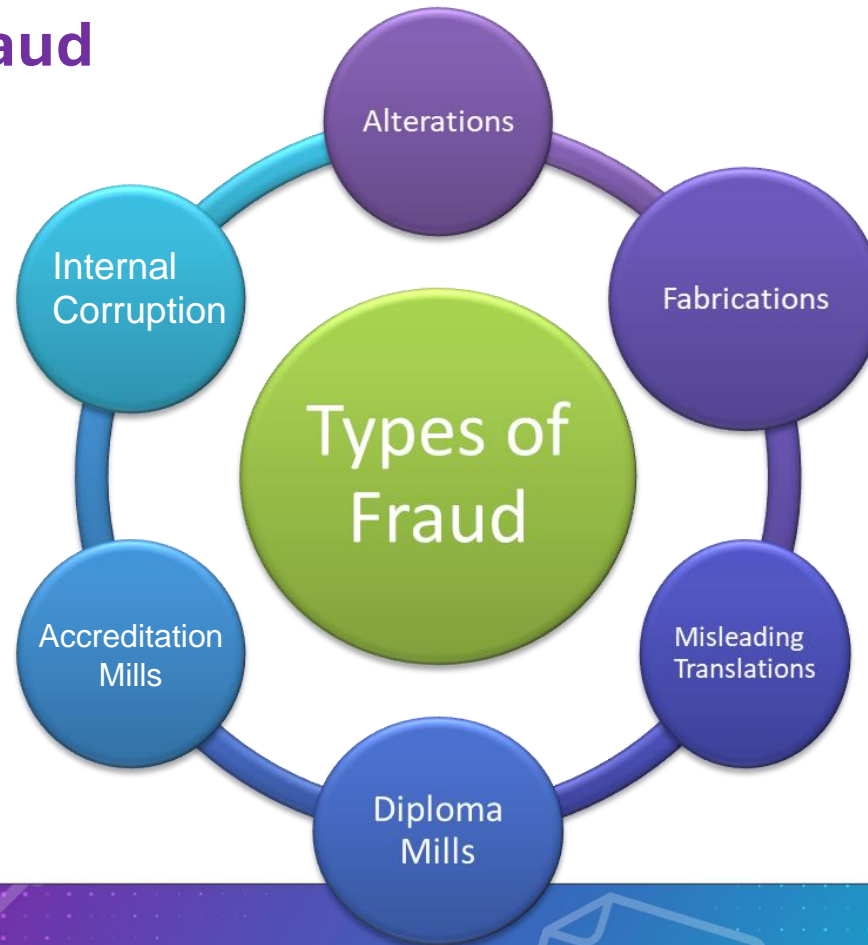 aud
Alterations
Fabrications
Misleading
Translations
Diploma
Mills
Accreditation
Mills
Internal
Corruption
Types of
Fraud